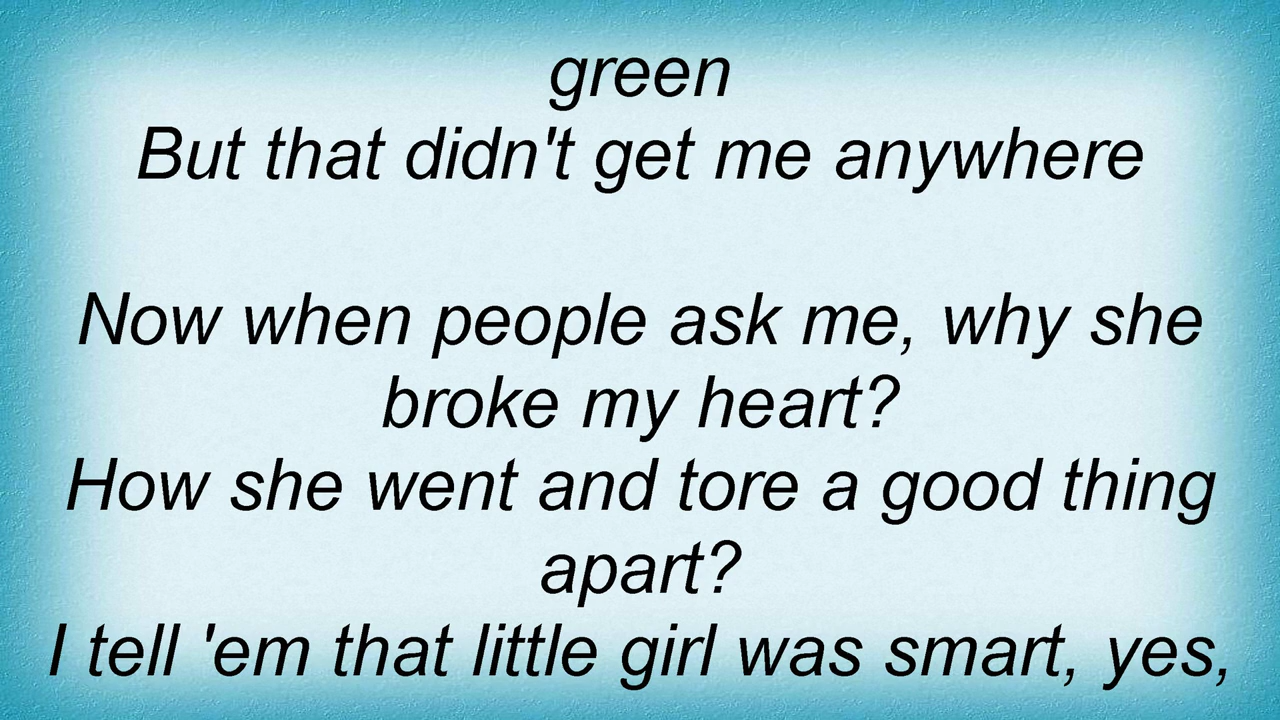 green
But that didn't get me anywhere
Now when people ask me, why she
broke my heart?
How she went and tore a good thing
apart?
I tell 'em that little girl was smart, yes,